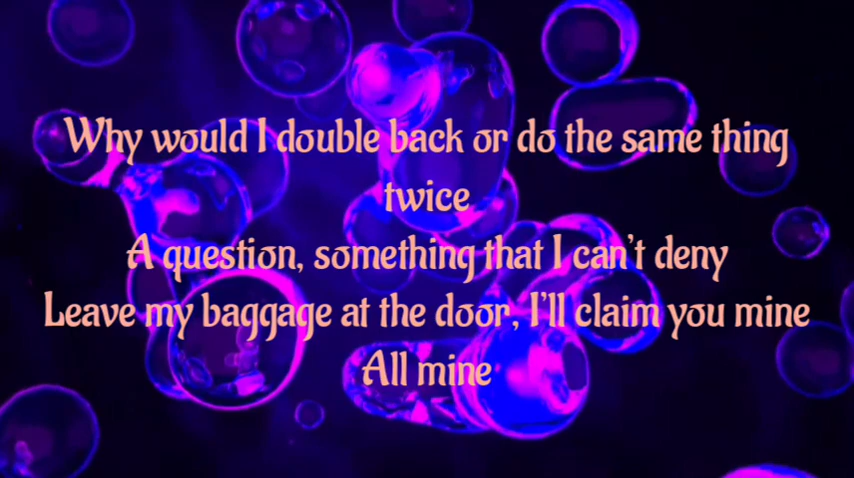 Why would I double back or do the same thing
twice
A question, something that I can't deny
Leave my baggage at the door, I'll claim you mine
All mine